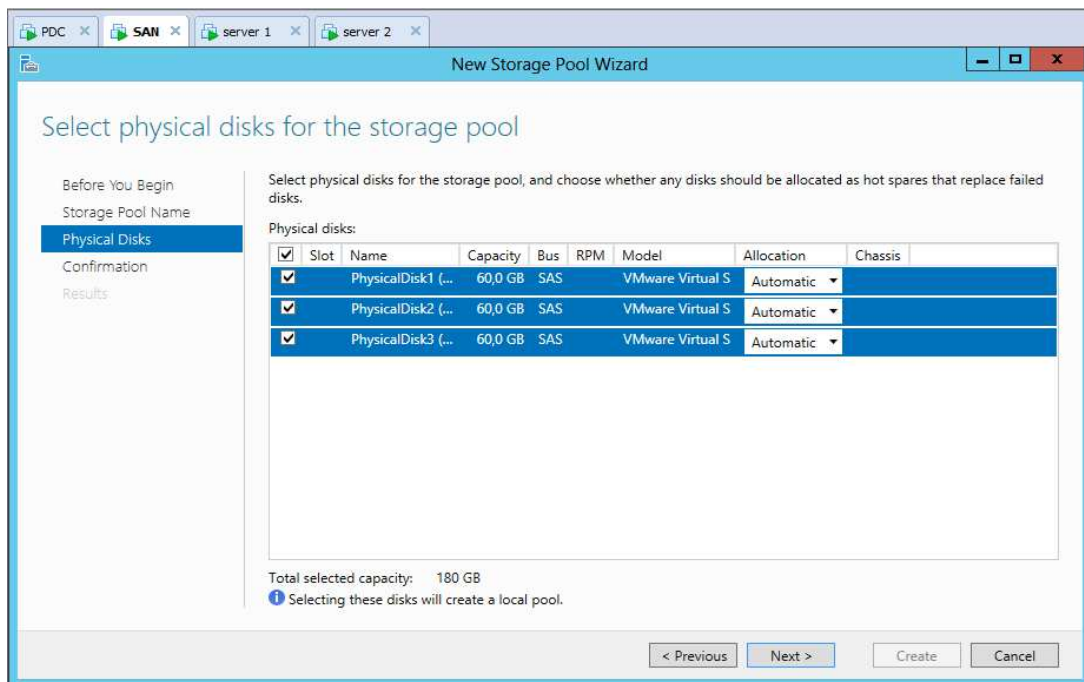 PDC SAN server 1 server 2
New Storage Pool Wizard
Select physical disks for the storage pool
Before You Begin
Storage Pool Name
Physical Disks
Confirmation
Results
Select physical disks for the storage pool, and choose whether any disks should be allocated as hot spares that replace failed
disks.
Physical disks:
Slot Name Capacity Bus RPM Model Allocation Chassis
PhysicalDisk1 (... 60,0 GB SAS VMware Virtual S Automatic
PhysicalDisk2 (... 60,0 GB SAS VMware Virtual S Automatic
PhysicalDisk3 (... 60,0 GB SAS VMware Virtual S Automatic
Total selected capacity: 180 GB
Selecting these disks will create a local pool.
< Previous Next > Create Cancel